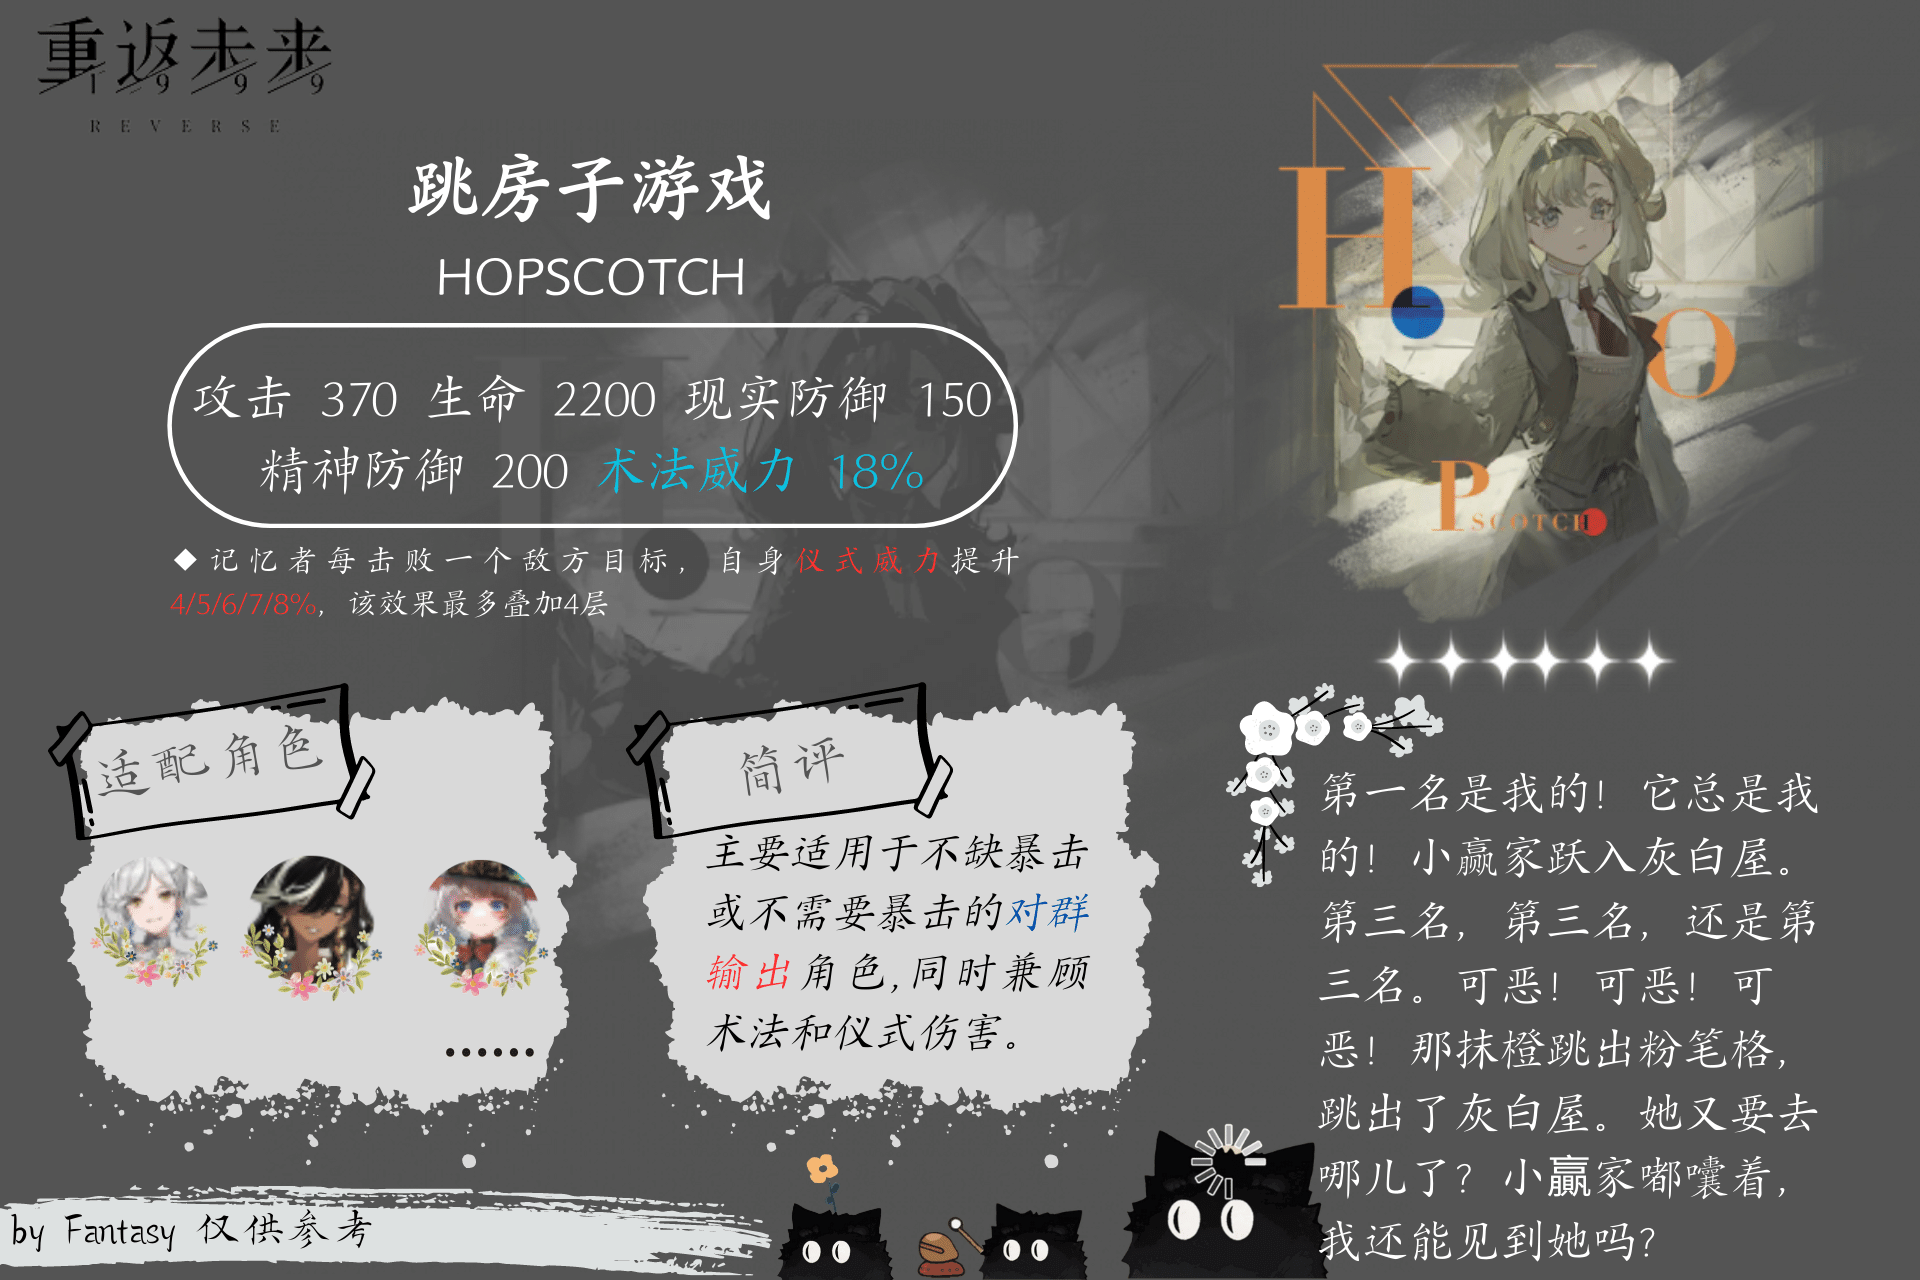 重返未来
1 9 9 9
REVERSE
跳房子游戏
HOPSCOTCH
攻击 370 生命 2200 现实防御 150
精神防御 200 术法威力 18%
◆记忆者每击败一个敌方目标，自身仪式威力提升
4/5/6/7/8%，该效果最多叠加4层
H
O
P
SCOTCH
适配角色
......
简评
主要适用于不缺暴击
或不需要暴击的对群
输出角色,同时兼顾
术法和仪式伤害。
第一名是我的！它总是我
的！小赢家跃入灰白屋。
第三名，第三名，还是第
三名。可恶！可恶！可
恶！那抹橙跳出粉笔格，
跳出了灰白屋。她又要去
哪儿了？小赢家嘟囔着，
我还能见到她吗？
by Fantasy 仅供参考